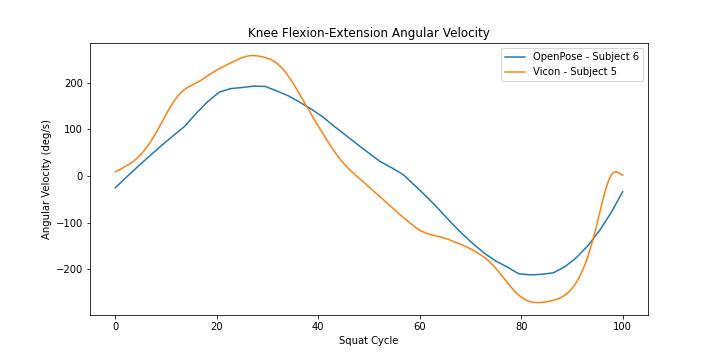 Knee Flexion-Extension Angular Velocity
OpenPose - Subject 6
Vicon - Subject 5
Angular Velocity (deg/s)
200
100
0
−100
−200
0 20 40 60 80 100
Squat Cycle